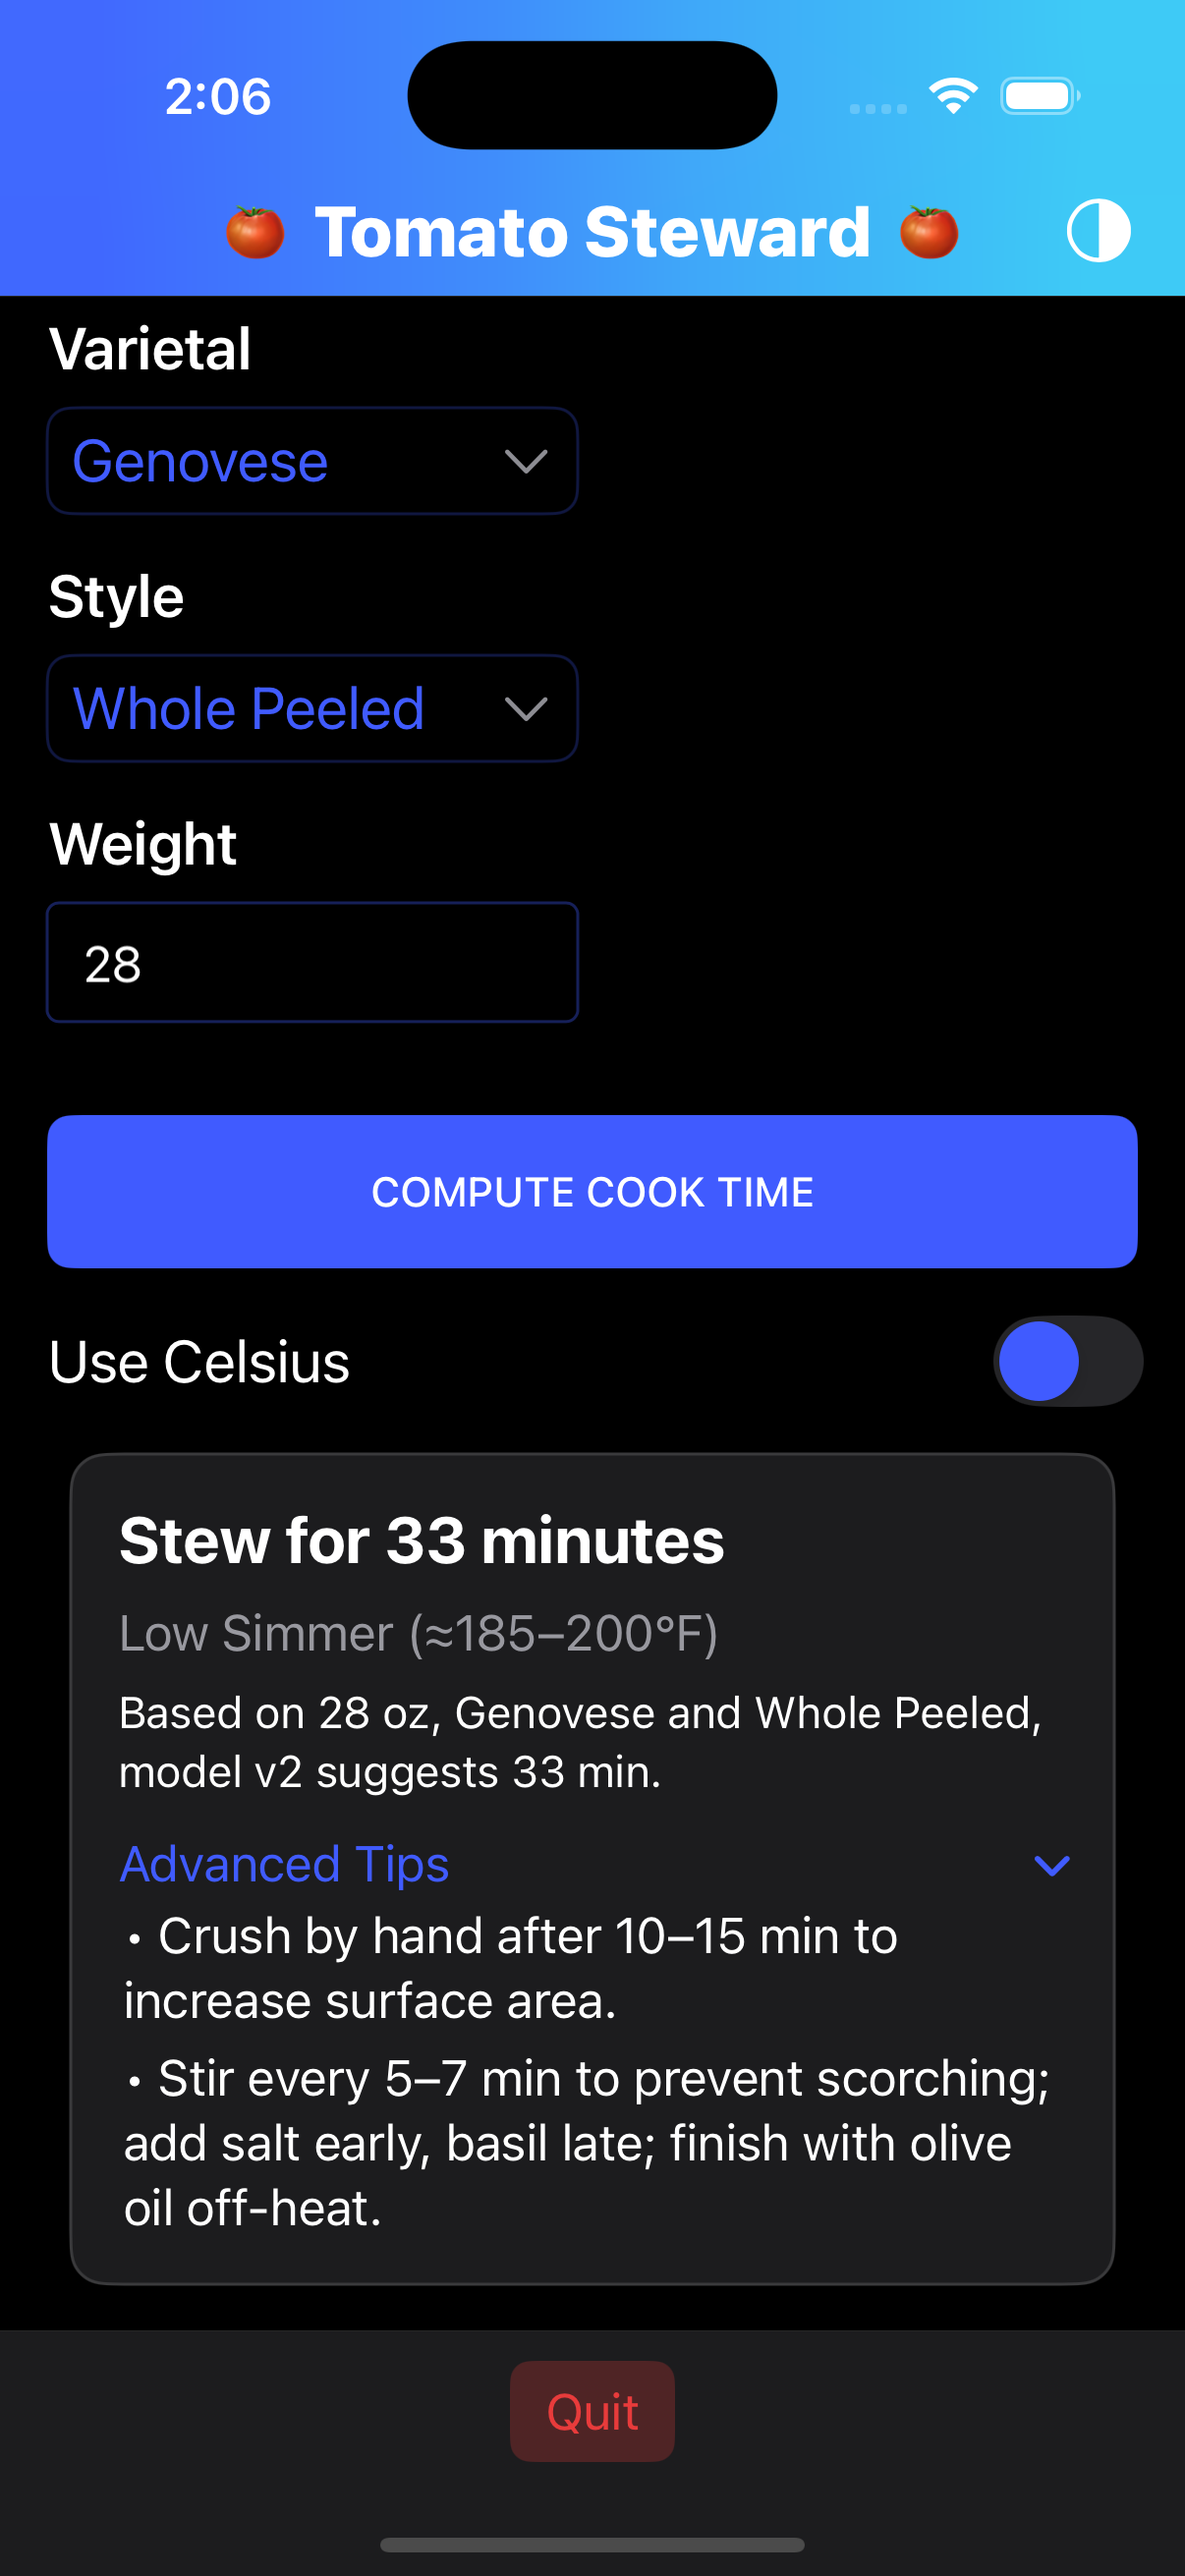 2:06
🍅 Tomato Steward 🍅
Varietal
Genovese
Style
Whole Peeled
Weight
28
COMPUTE COOK TIME
Use Celsius
Stew for 33 minutes
Low Simmer (≈185–200°F)
Based on 28 oz, Genovese and Whole Peeled,
model v2 suggests 33 min.
Advanced Tips
• Crush by hand after 10–15 min to
increase surface area.
• Stir every 5–7 min to prevent scorching;
add salt early, basil late; finish with olive
oil off-heat.
Quit